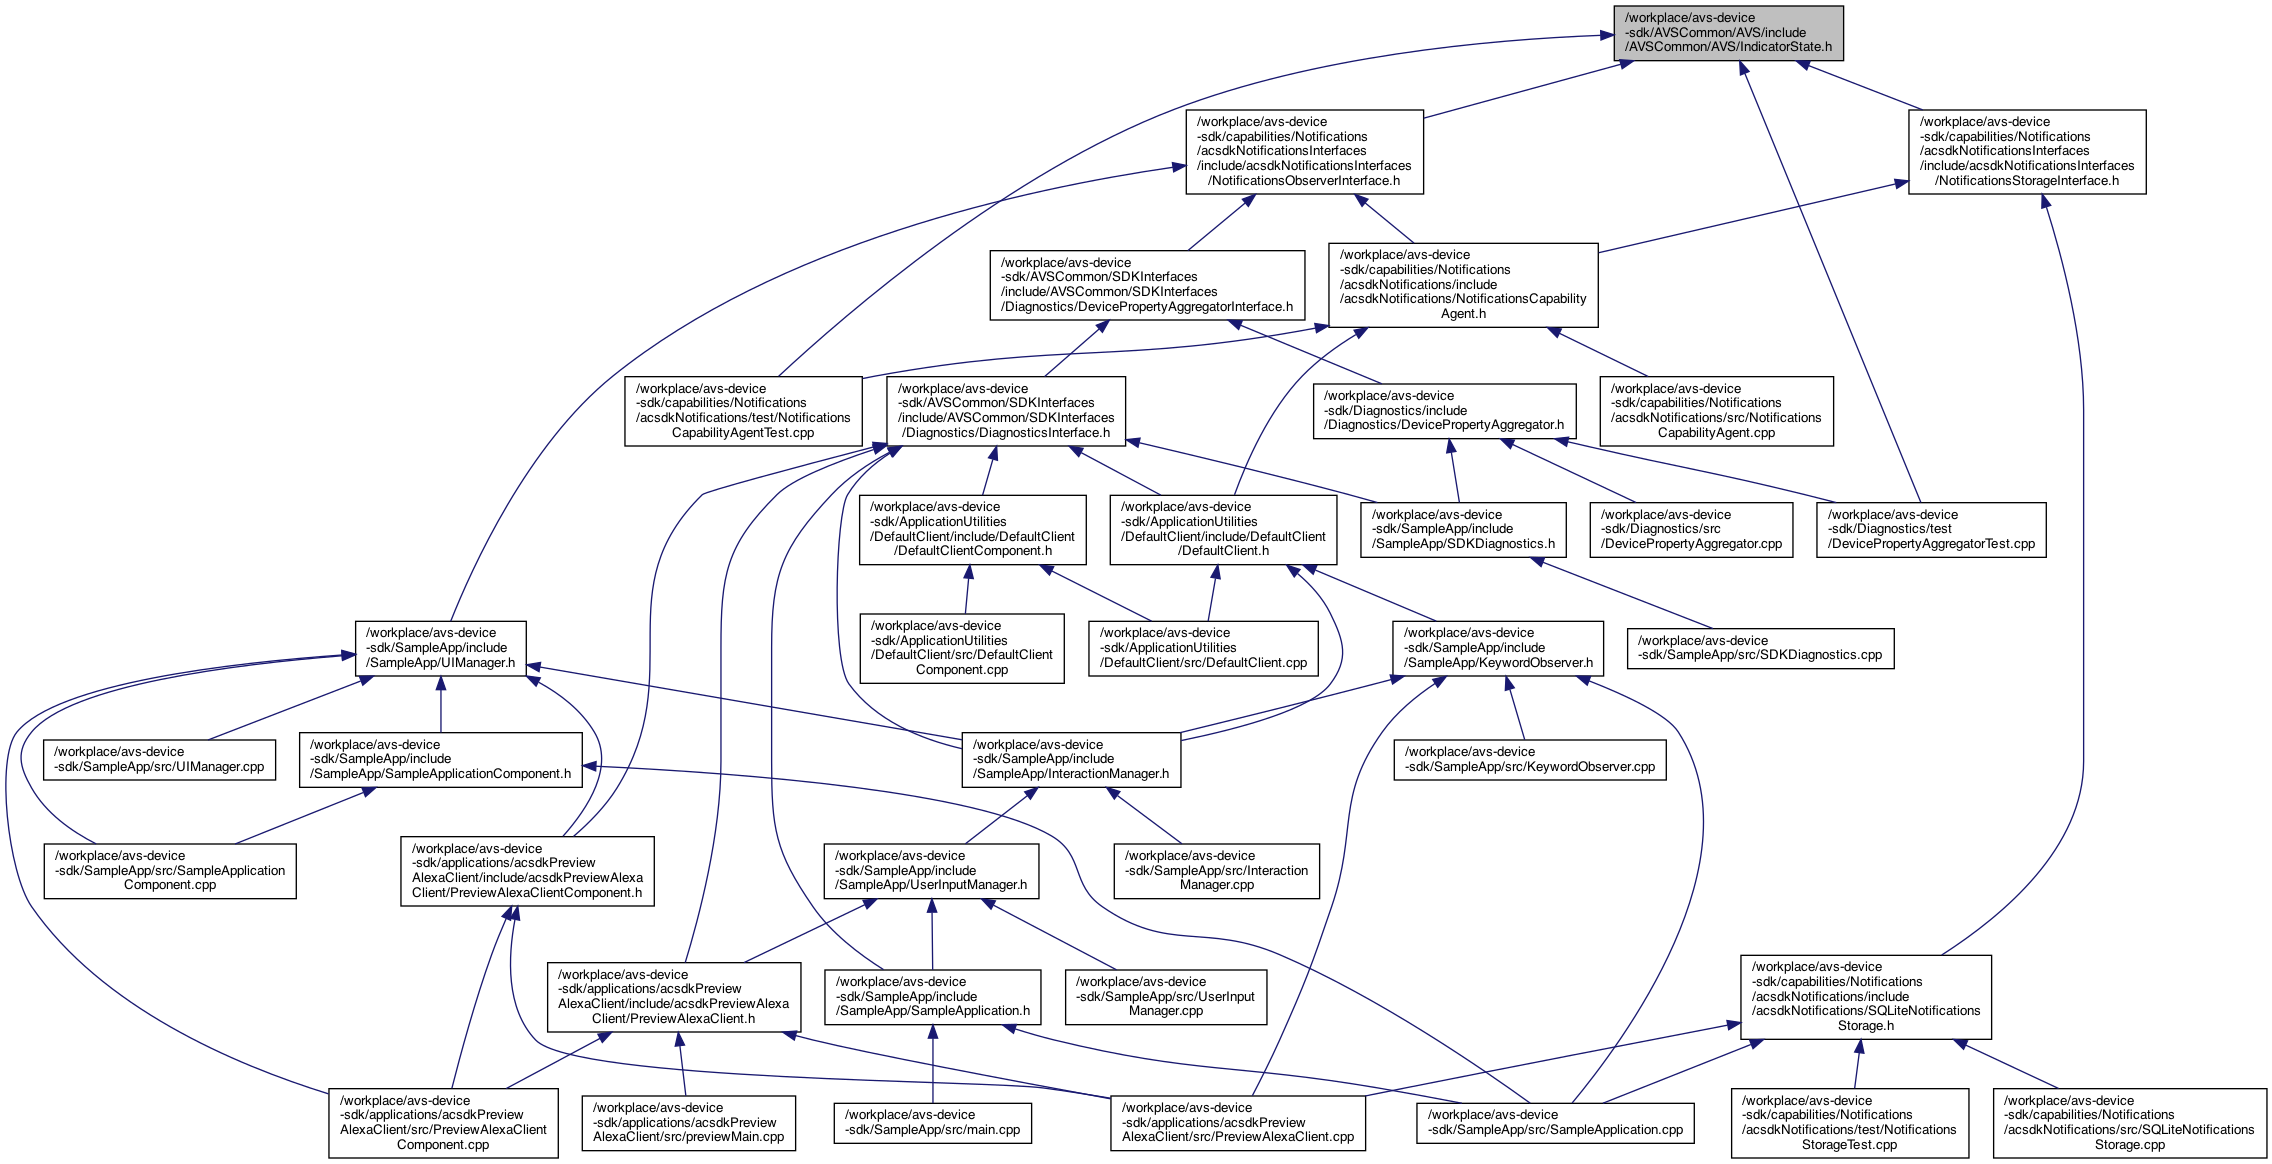 /workplace/avs-device
-sdk/AVSCommon/AVS/include
/AVSCommon/AVS/IndicatorState.h
/workplace/avs-device
-sdk/capabilities/Notifications
/acsdkNotificationsInterfaces
/include/acsdkNotificationsInterfaces
/NotificationsObserverInterface.h
/workplace/avs-device
-sdk/capabilities/Notifications
/acsdkNotificationsInterfaces
/include/acsdkNotificationsInterfaces
/NotificationsStorageInterface.h
/workplace/avs-device
-sdk/AVSCommon/SDKInterfaces
/include/AVSCommon/SDKInterfaces
/Diagnostics/DevicePropertyAggregatorInterface.h
/workplace/avs-device
-sdk/capabilities/Notifications
/acsdkNotifications/include
/acsdkNotifications/NotificationsCapability
Agent.h
/workplace/avs-device
-sdk/capabilities/Notifications
/acsdkNotifications/test/Notifications
CapabilityAgentTest.cpp
/workplace/avs-device
-sdk/AVSCommon/SDKInterfaces
/include/AVSCommon/SDKInterfaces
/Diagnostics/DiagnosticsInterface.h
/workplace/avs-device
-sdk/Diagnostics/include
/Diagnostics/DevicePropertyAggregator.h
/workplace/avs-device
-sdk/capabilities/Notifications
/acsdkNotifications/src/Notifications
CapabilityAgent.cpp
/workplace/avs-device
-sdk/ApplicationUtilities
/DefaultClient/include/DefaultClient
/DefaultClientComponent.h
/workplace/avs-device
-sdk/ApplicationUtilities
/DefaultClient/include/DefaultClient
/DefaultClient.h
/workplace/avs-device
-sdk/SampleApp/include
/SampleApp/SDKDiagnostics.h
/workplace/avs-device
-sdk/Diagnostics/src
/DevicePropertyAggregator.cpp
/workplace/avs-device
-sdk/Diagnostics/test
/DevicePropertyAggregatorTest.cpp
/workplace/avs-device
-sdk/SampleApp/include
/SampleApp/UIManager.h
/workplace/avs-device
-sdk/ApplicationUtilities
/DefaultClient/src/DefaultClient
Component.cpp
/workplace/avs-device
-sdk/ApplicationUtilities
/DefaultClient/src/DefaultClient.cpp
/workplace/avs-device
-sdk/SampleApp/include
/SampleApp/KeywordObserver.h
/workplace/avs-device
-sdk/SampleApp/src/SDKDiagnostics.cpp
/workplace/avs-device
-sdk/SampleApp/src/UIManager.cpp
/workplace/avs-device
-sdk/SampleApp/include
/SampleApp/SampleApplicationComponent.h
/workplace/avs-device
-sdk/SampleApp/include
/SampleApp/InteractionManager.h
/workplace/avs-device
-sdk/SampleApp/src/KeywordObserver.cpp
/workplace/avs-device
-sdk/SampleApp/src/SampleApplication
Component.cpp
/workplace/avs-device
-sdk/applications/acsdkPreview
AlexaClient/include/acsdkPreviewAlexa
Client/PreviewAlexaClientComponent.h
/workplace/avs-device
-sdk/SampleApp/include
/SampleApp/UserInputManager.h
/workplace/avs-device
-sdk/SampleApp/src/Interaction
Manager.cpp
/workplace/avs-device
-sdk/applications/acsdkPreview
AlexaClient/include/acsdkPreviewAlexa
Client/PreviewAlexaClient.h
/workplace/avs-device
-sdk/SampleApp/include
/SampleApp/SampleApplication.h
/workplace/avs-device
-sdk/SampleApp/src/UserInput
Manager.cpp
/workplace/avs-device
-sdk/capabilities/Notifications
/acsdkNotifications/include
/acsdkNotifications/SQLiteNotifications
Storage.h
/workplace/avs-device
-sdk/applications/acsdkPreview
AlexaClient/src/PreviewAlexaClient
Component.cpp
/workplace/avs-device
-sdk/applications/acsdkPreview
AlexaClient/src/previewMain.cpp
/workplace/avs-device
-sdk/SampleApp/src/main.cpp
/workplace/avs-device
-sdk/applications/acsdkPreview
AlexaClient/src/PreviewAlexaClient.cpp
/workplace/avs-device
-sdk/SampleApp/src/SampleApplication.cpp
/workplace/avs-device
-sdk/capabilities/Notifications
/acsdkNotifications/test/Notifications
StorageTest.cpp
/workplace/avs-device
-sdk/capabilities/Notifications
/acsdkNotifications/src/SQLiteNotifications
Storage.cpp